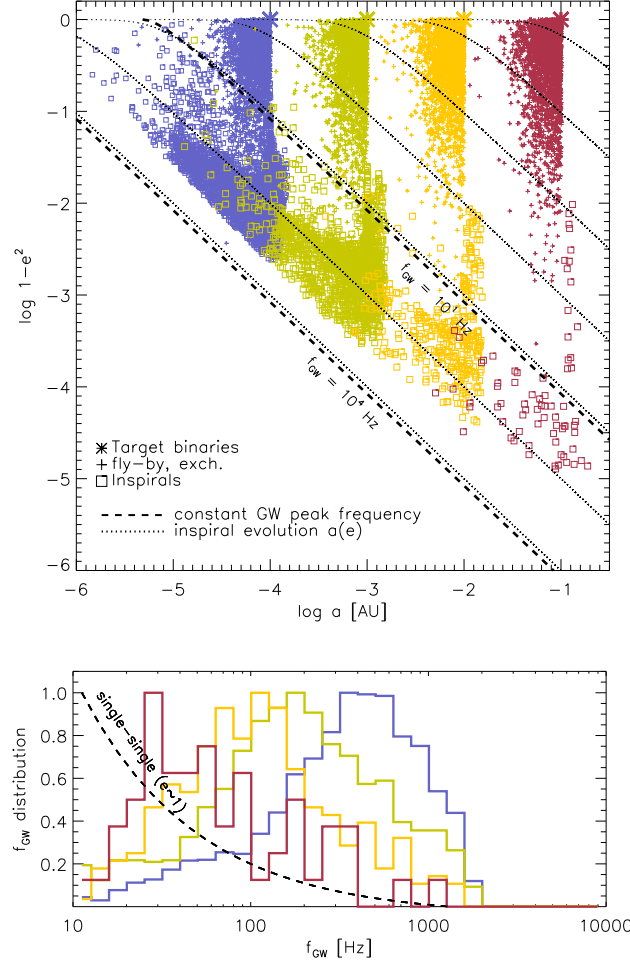 0
−1
−2
−3
−4
−5
−6
log 1−e²
f_GW = 10¹ Hz
f_GW = 10⁴ Hz
Target binaries
fly−by, exch.
Inspirals
constant GW peak frequency
inspiral evolution a(e)
−6 −5 −4 −3 −2 −1
log a [AU]
1.0
0.8
0.6
0.4
0.2
f_GW distribution
single−single (e~1)
10 100 1000 10000
f_GW [Hz]